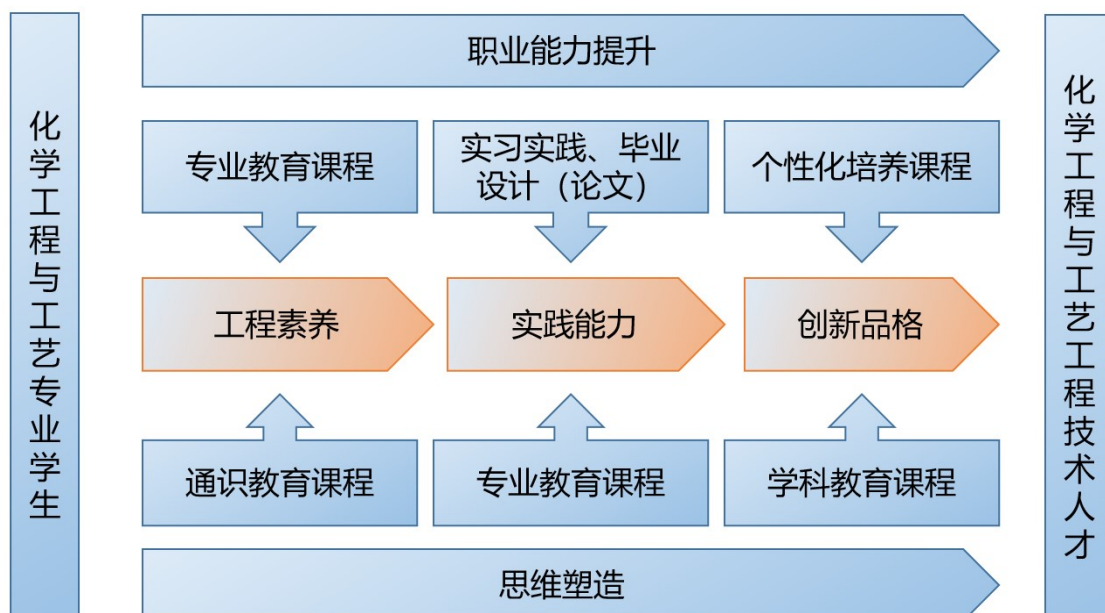 化学工程与工艺专业学生
职业能力提升
专业教育课程
实习实践、毕业
设计（论文）
个性化培养课程
工程素养
实践能力
创新品格
通识教育课程
专业教育课程
学科教育课程
思维塑造
化学工程与工艺工程技术人才